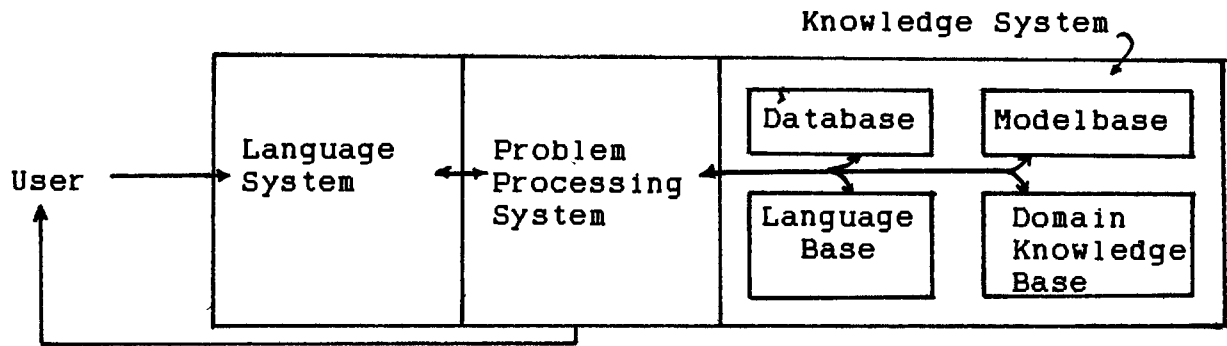 Knowledge System
Language
System
User
Problem
Processing
System
Database
Modelbase
Language
Base
Domain
Knowledge
Base